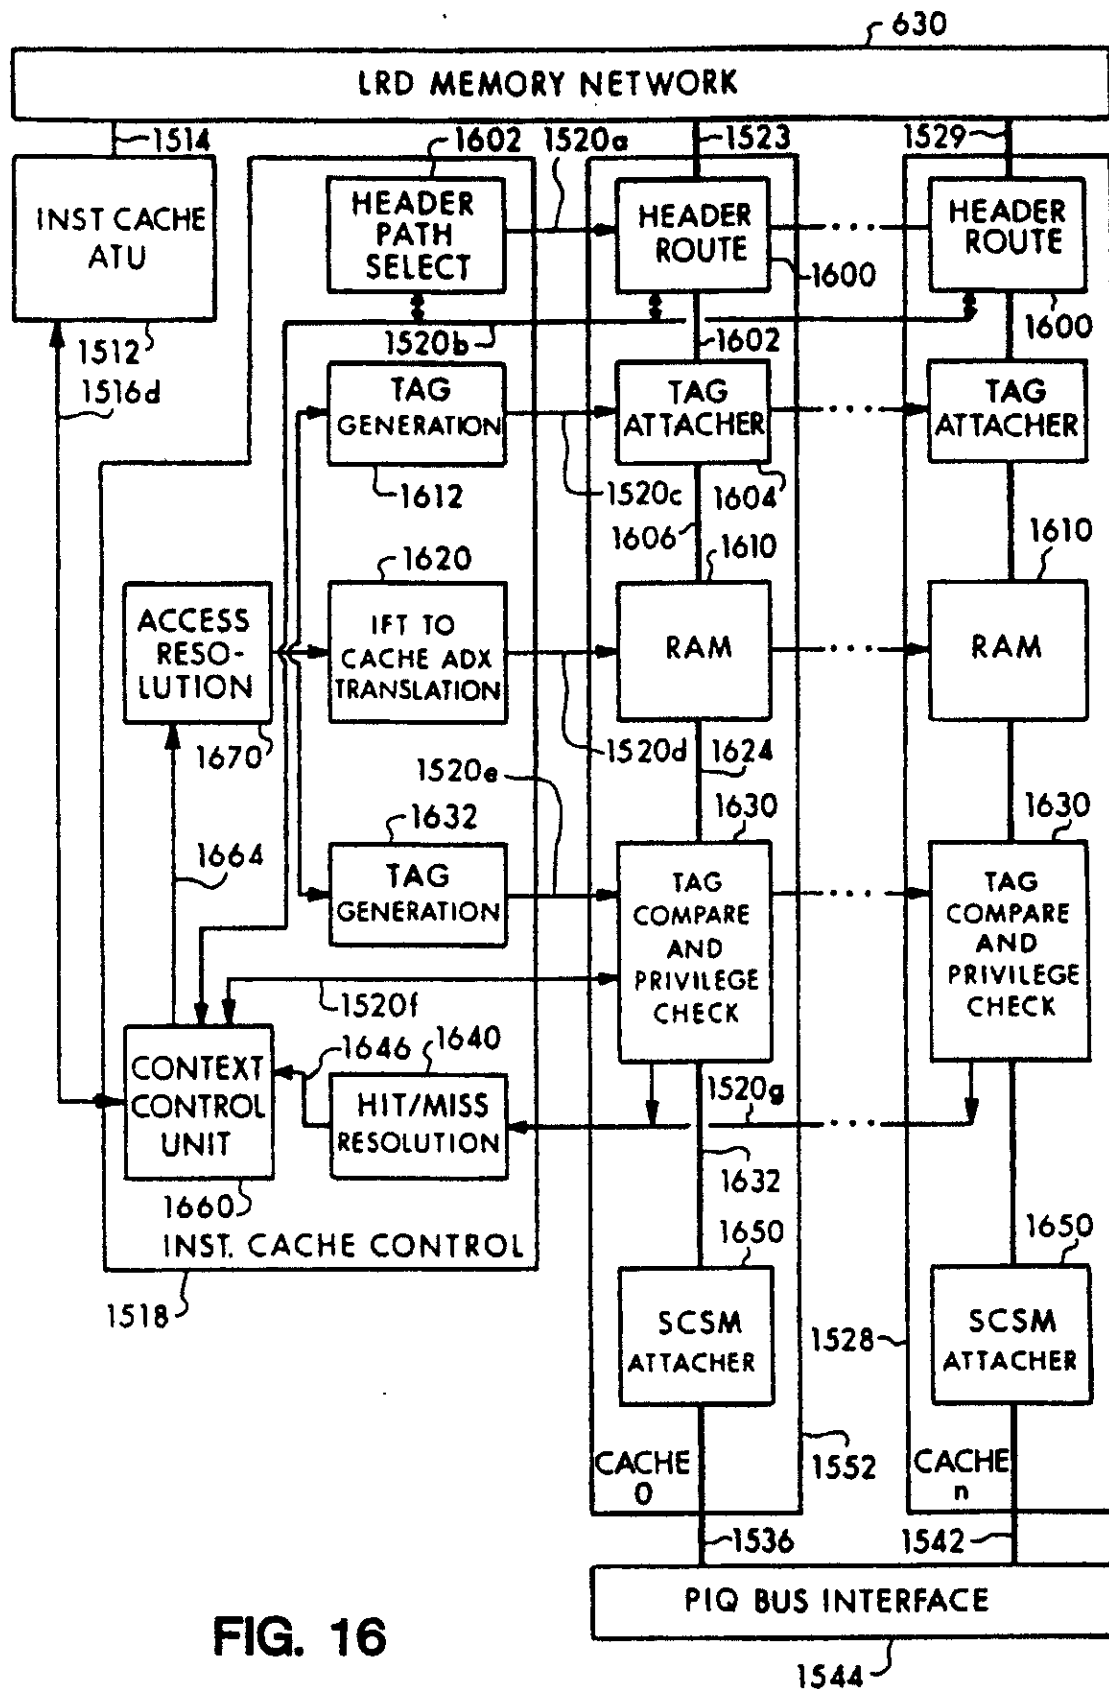 630
LRD MEMORY NETWORK
1514
1602
1520a
1523
1529
INST CACHE
ATU
HEADER
PATH
SELECT
HEADER
ROUTE
HEADER
ROUTE
1600
1600
1512
1520b
1602
1516d
TAG
GENERATION
TAG
ATTACHER
TAG
ATTACHER
1612
1520c
1604
1606
1620
1610
1610
ACCESS
RESO-
LUTION
IFT TO
CACHE ADX
TRANSLATION
RAM
RAM
1670
1520d
1624
1520e
1632
1630
1630
1664
TAG
GENERATION
TAG
COMPARE
AND
PRIVILEGE
CHECK
TAG
COMPARE
AND
PRIVILEGE
CHECK
1520f
1646
1640
CONTEXT
CONTROL
UNIT
HIT/MISS
RESOLUTION
1520g
1632
1660
INST. CACHE CONTROL
1518
1650
1650
SCSM
ATTACHER
SCSM
ATTACHER
1528
1552
CACHE
0
CACHE
n
1536
1542
PIQ BUS INTERFACE
1544
FIG. 16